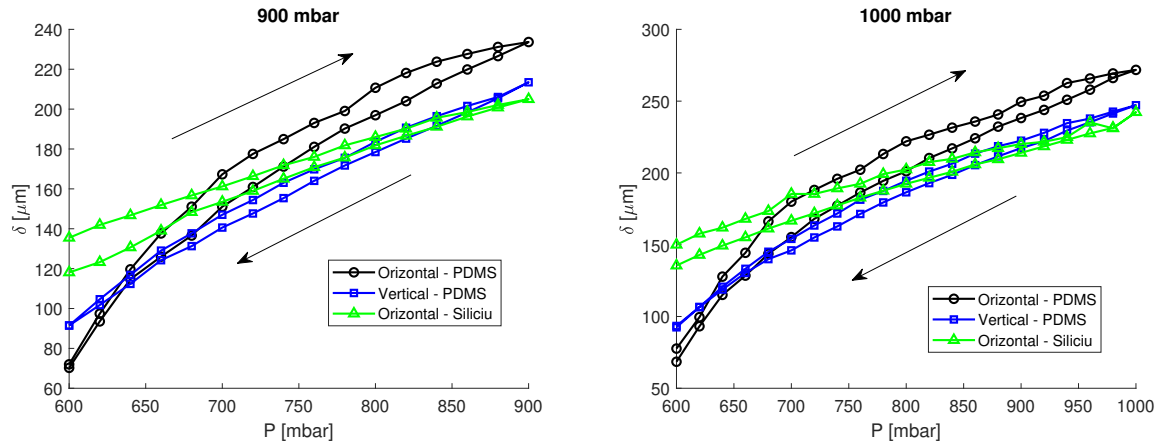 900 mbar
240
220
200
180
160
140
120
100
80
60
δ [μm]
600 650 700 750 800 850 900
P [mbar]
Orizontal - PDMS
Vertical - PDMS
Orizontal - Siliciu
1000 mbar
300
250
200
150
100
50
δ [μm]
600 650 700 750 800 850 900 950 1000
P [mbar]
Orizontal - PDMS
Vertical - PDMS
Orizontal - Siliciu